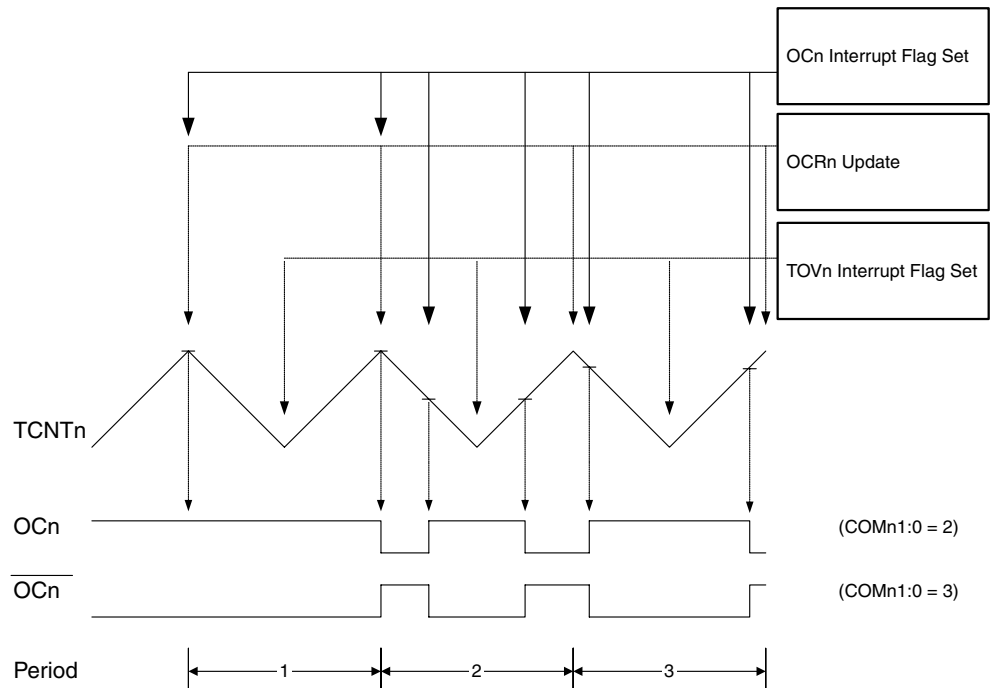 OCn Interrupt Flag Set
OCRn Update
TOVn Interrupt Flag Set
TCNTn
OCn (COMn1:0 = 2)
OCn (COMn1:0 = 3)
Period 1 2 3